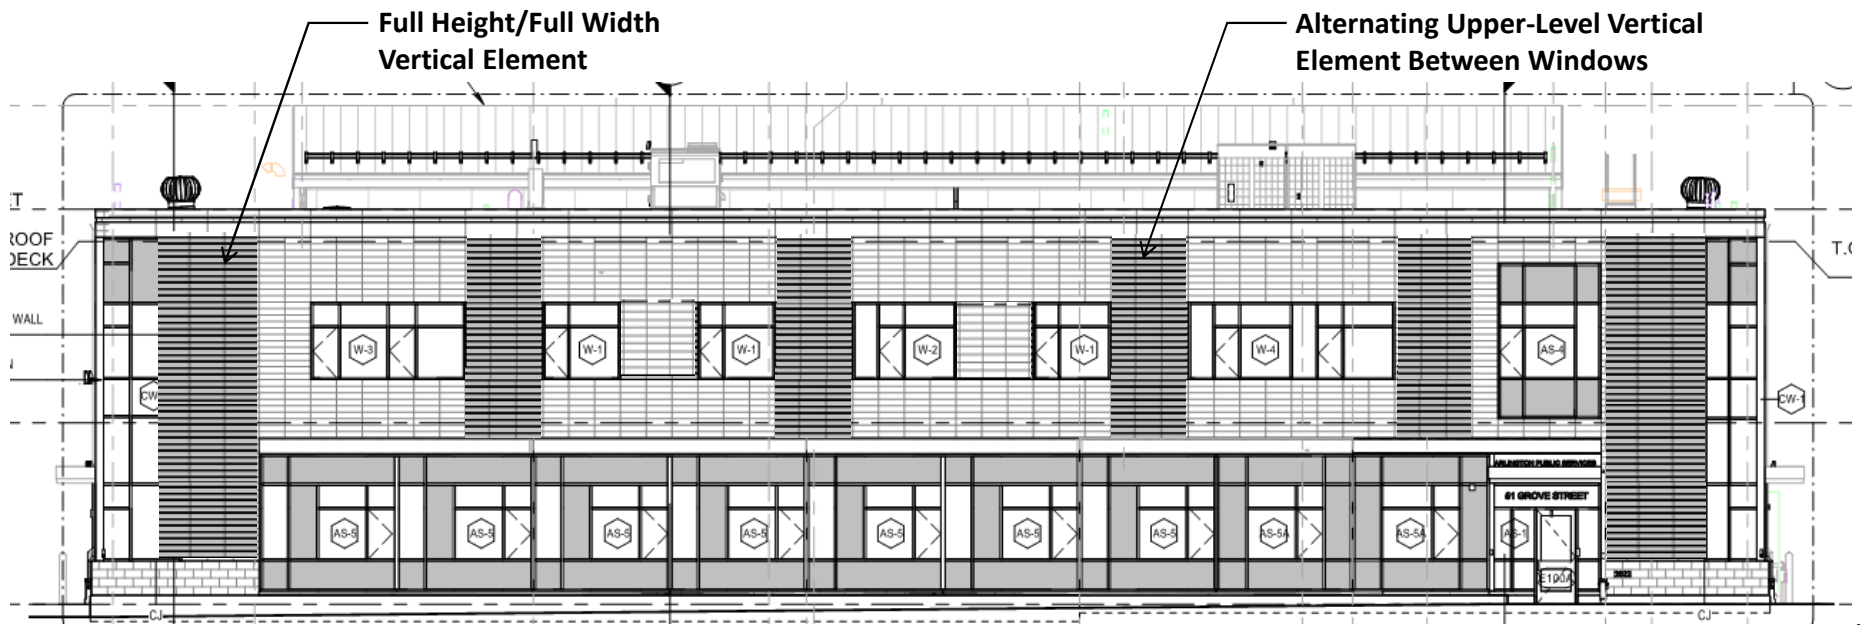 Full Height/Full Width
Vertical Element
Alternating Upper-Level Vertical
Element Between Windows
ET
ROOF
DECK
T.O
WALL
N
W-3
W-1
W-1
W-2
W-1
W-4
AS-4
CW
CW-1
ARLINGTON PUBLIC SERVICES
51 GROVE STREET
AS-5
AS-5
AS-5
AS-5
AS-5
AS-5
AS-5
AS-5A
AS-5A
AS-1
E100A
2022
CJ
CJ